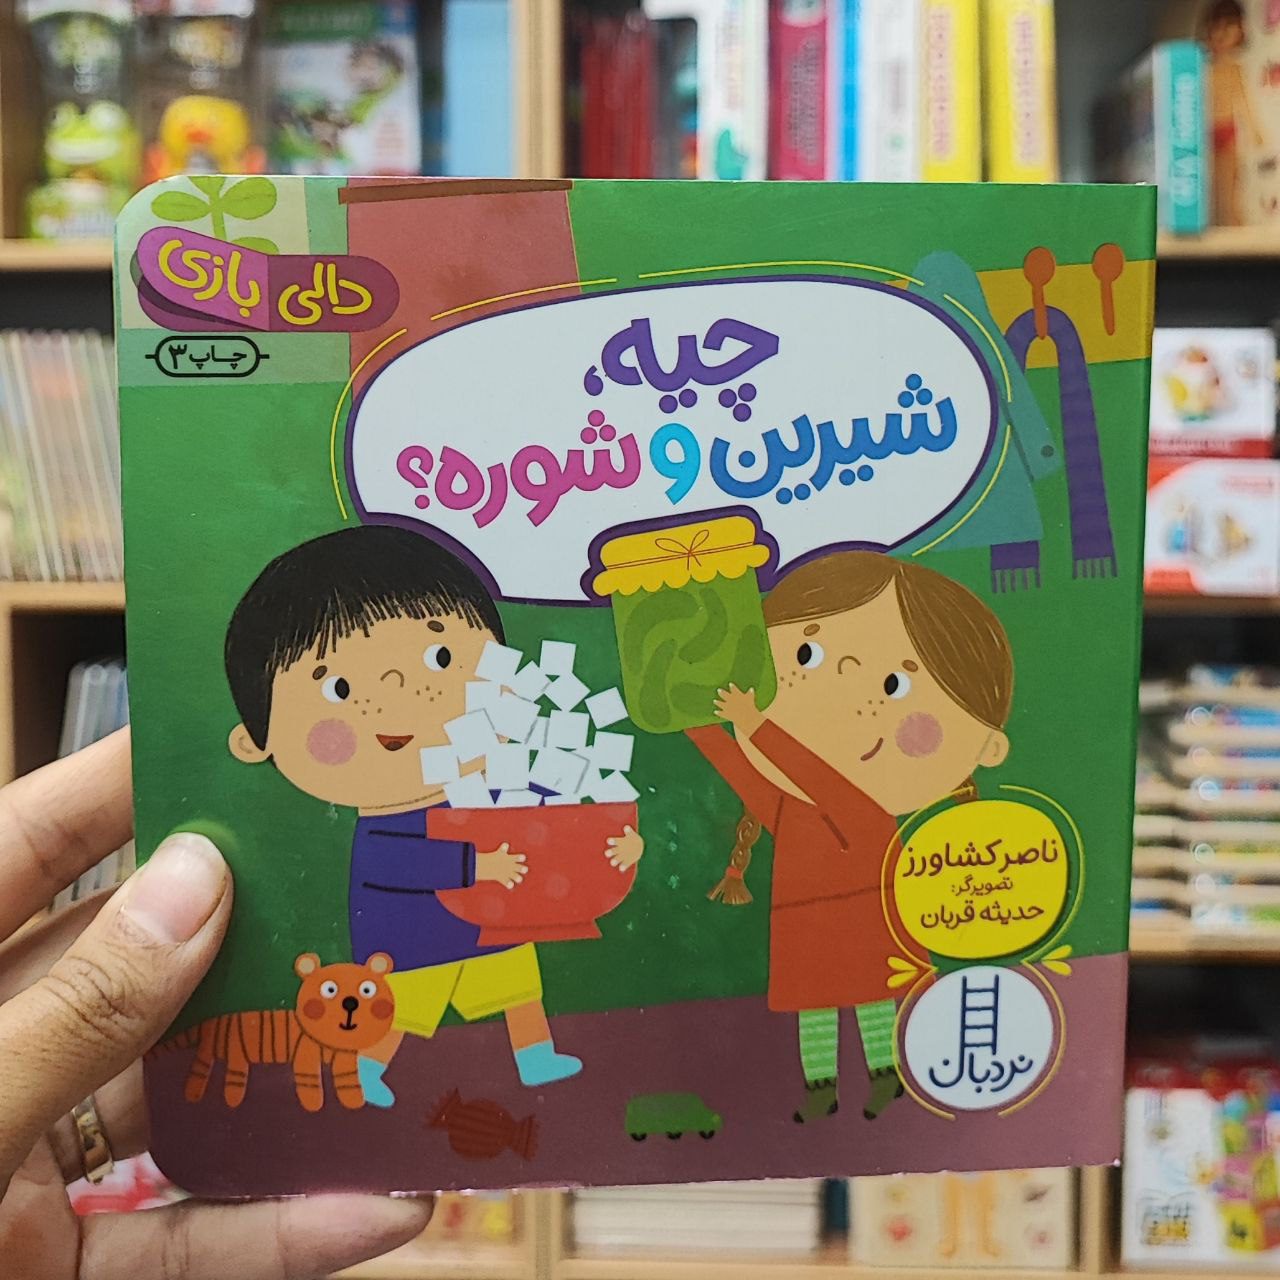 دالی بازی
چاپ ۳
چیه،
شیرین و شوره؟
ناصر کشاورز
تصویرگر:
حدیثه قربان
نردبان